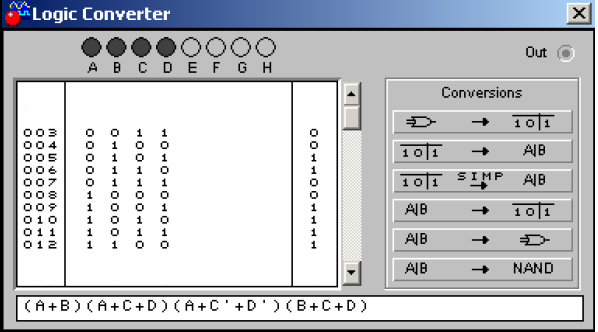 Logic Converter
A B C D E F G H
Out
003 0 0 1 1 0
004 0 1 0 0 0
005 0 1 0 1 1
006 0 1 1 0 1
007 0 1 1 1 0
008 1 0 0 0 0
009 1 0 0 1 1
010 1 0 1 0 1
011 1 0 1 1 1
012 1 1 0 0 1
Conversions
→ 1 0 1
1 0 1 → A|B
1 0 1 SIMP → A|B
A|B → 1 0 1
A|B →
A|B → NAND
(A+B)(A+C+D)(A+C'+D')(B+C+D)